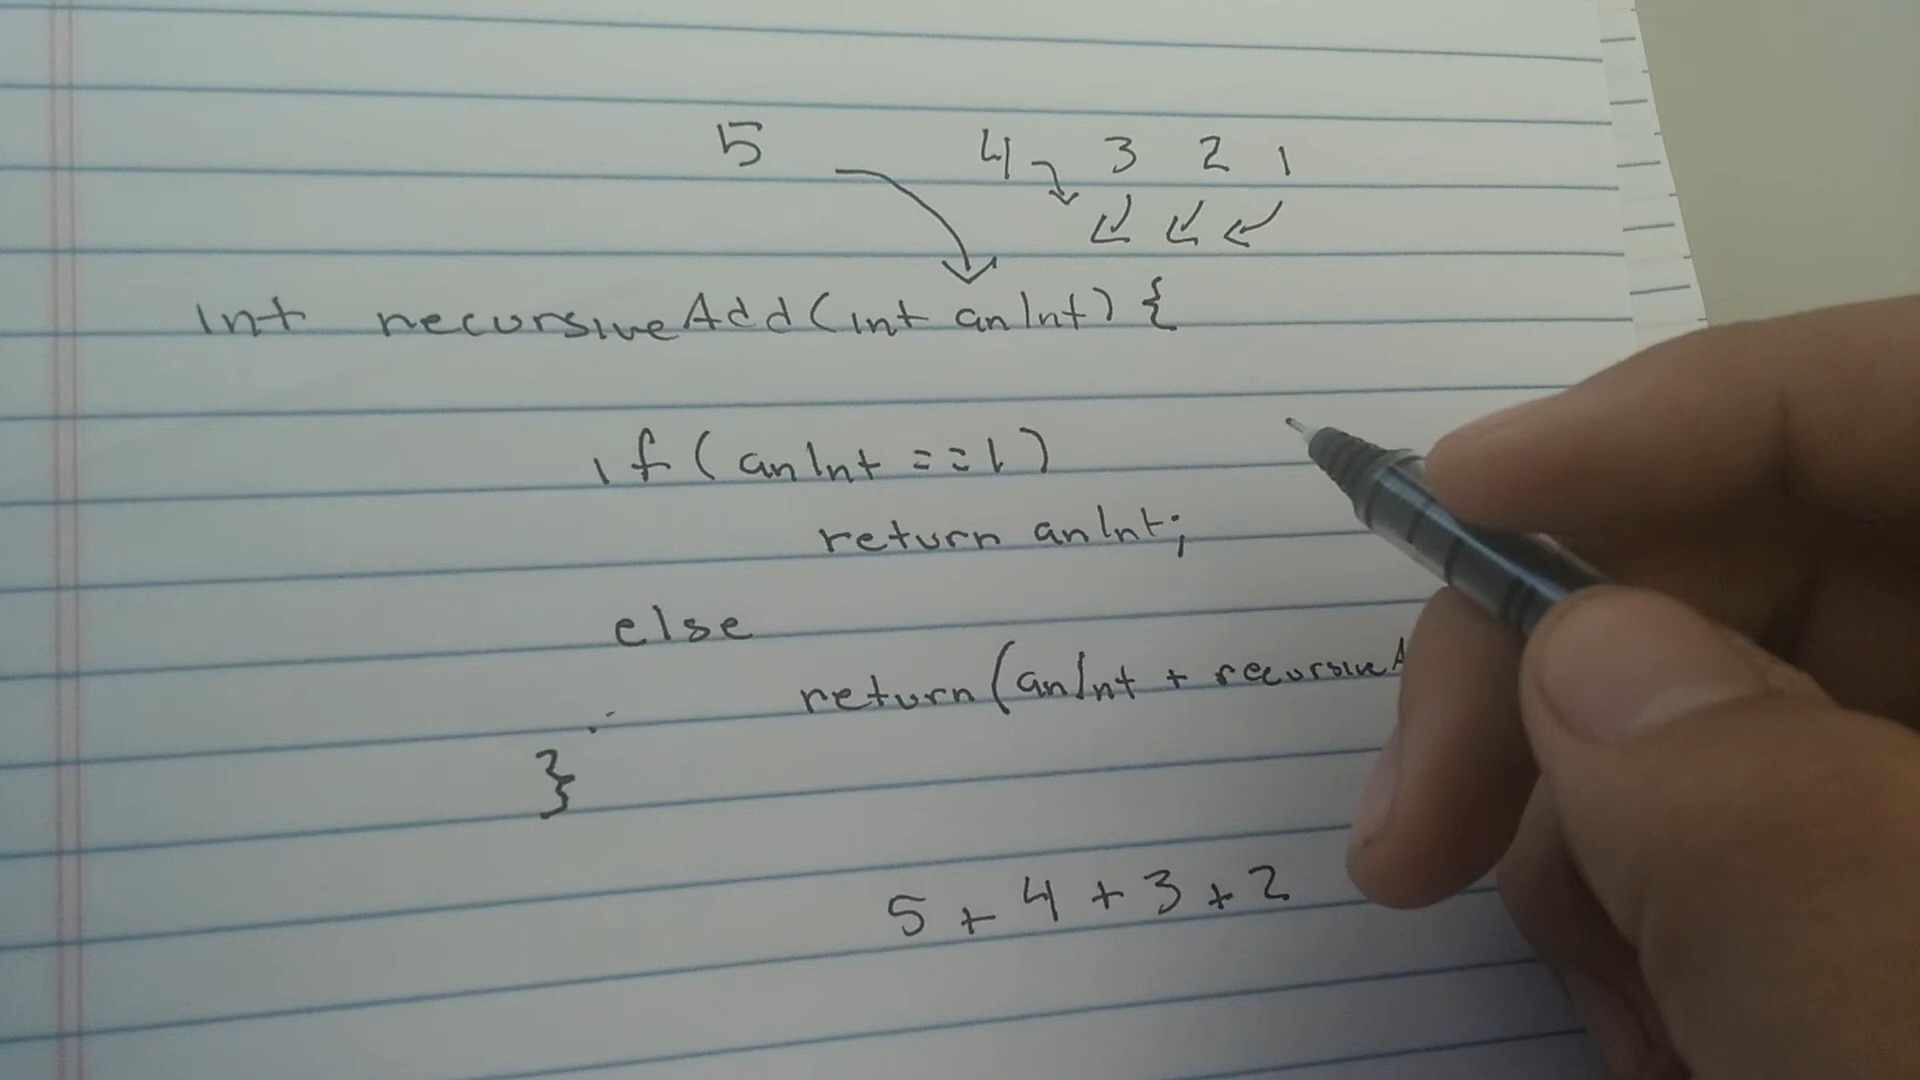 5 4 3 2 1
int recursiveAdd(int anInt) {
if (anInt == 1)
return anInt;
else
return (anInt + recursiveA
}
5 + 4 + 3 + 2